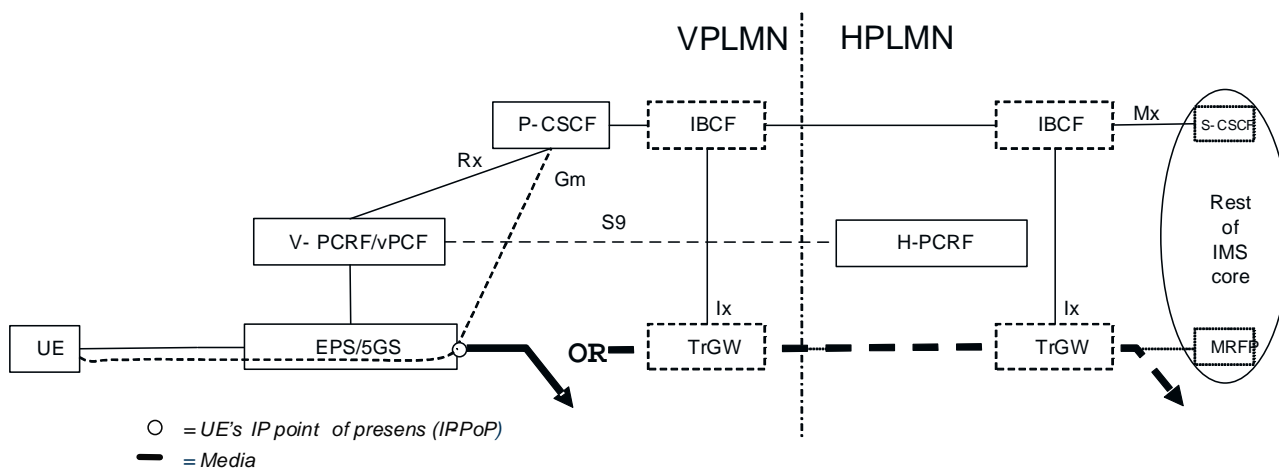 VPLMN
HPLMN
P-CSCF
IBCF
IBCF
Mx
S-CSCF
Rx
Gm
Rest
of
IMS
core
V- PCRF/vPCF
S9
H-PCRF
Ix
Ix
UE
EPS/5GS
OR
TrGW
TrGW
MRFP
= UE's IP point of presens (IP-PoP)
= Media